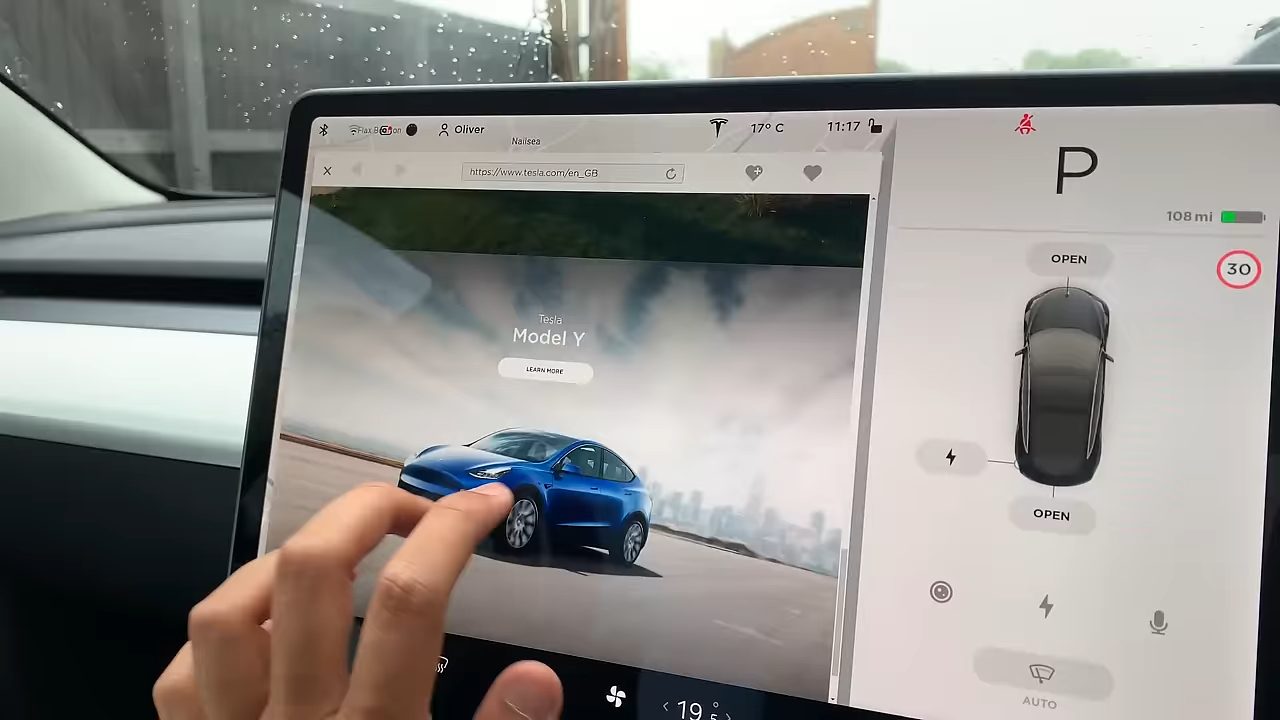 Oliver
Nailsea
17° C
11:17
https://www.tesla.com/en_GB
Tesla
Model Y
LEARN MORE
P
108 mi
30
OPEN
OPEN
AUTO
19.5